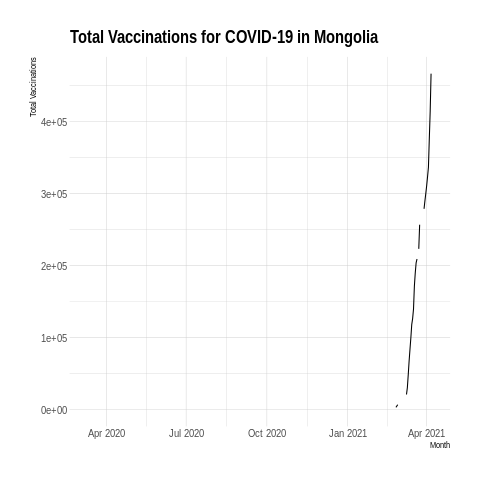 Total Vaccinations for COVID-19 in Mongolia
Total Vaccinations
4e+05
3e+05
2e+05
1e+05
0e+00
Apr 2020 Jul 2020 Oct 2020 Jan 2021 Apr 2021
Month